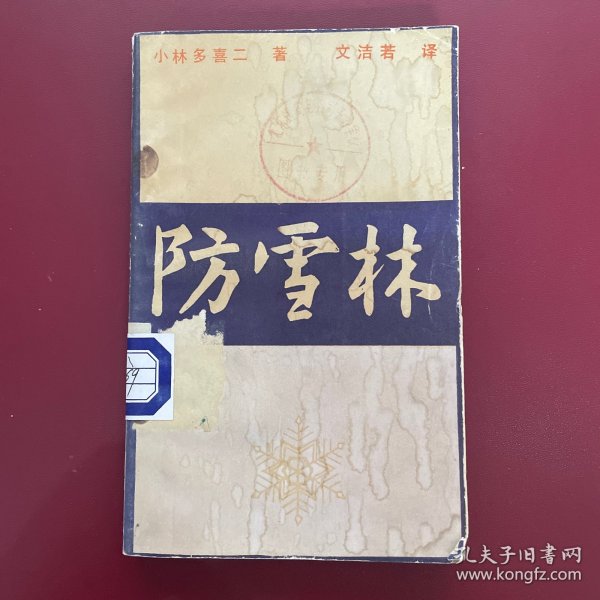 小林多喜二 著 文洁若 译
防雪林
孔夫子旧书网
www.kongfz.com